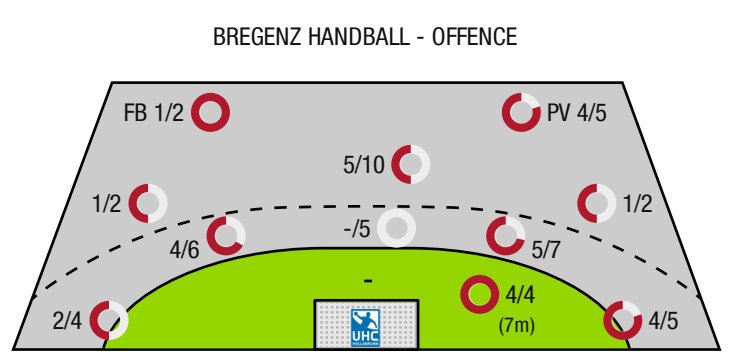 BREGENZ HANDBALL - OFFENCE
FB 1/2
PV 4/5
5/10
1/2
1/2
4/6
-/5
5/7
-
2/4
4/4
(7m)
4/5
UHC
HOLLABRUNN